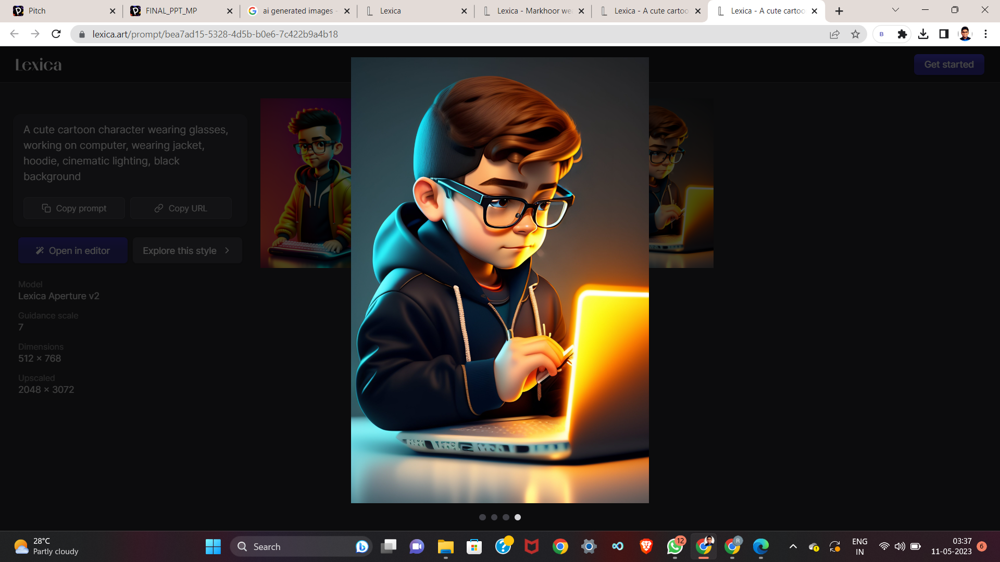 Pitch
FINAL_PPT_MP
ai generated images -
Lexica
Lexica - Markhoor we
Lexica - A cute cartoo
Lexica - A cute cartoo
lexica.art/prompt/bea7ad15-5328-4d5b-b0e6-7c422b9a4b18
B
Lexica
Get started
A cute cartoon character wearing glasses,
working on computer, wearing jacket,
hoodie, cinematic lighting, black
background
Copy prompt
Copy URL
Open in editor
Explore this style
Model
Lexica Aperture v2
Guidance scale
7
Dimensions
512 × 768
Upscaled
2048 × 3072
28°C
Partly cloudy
Search
12
R
ENG
IN
03:37
11-05-2023
6